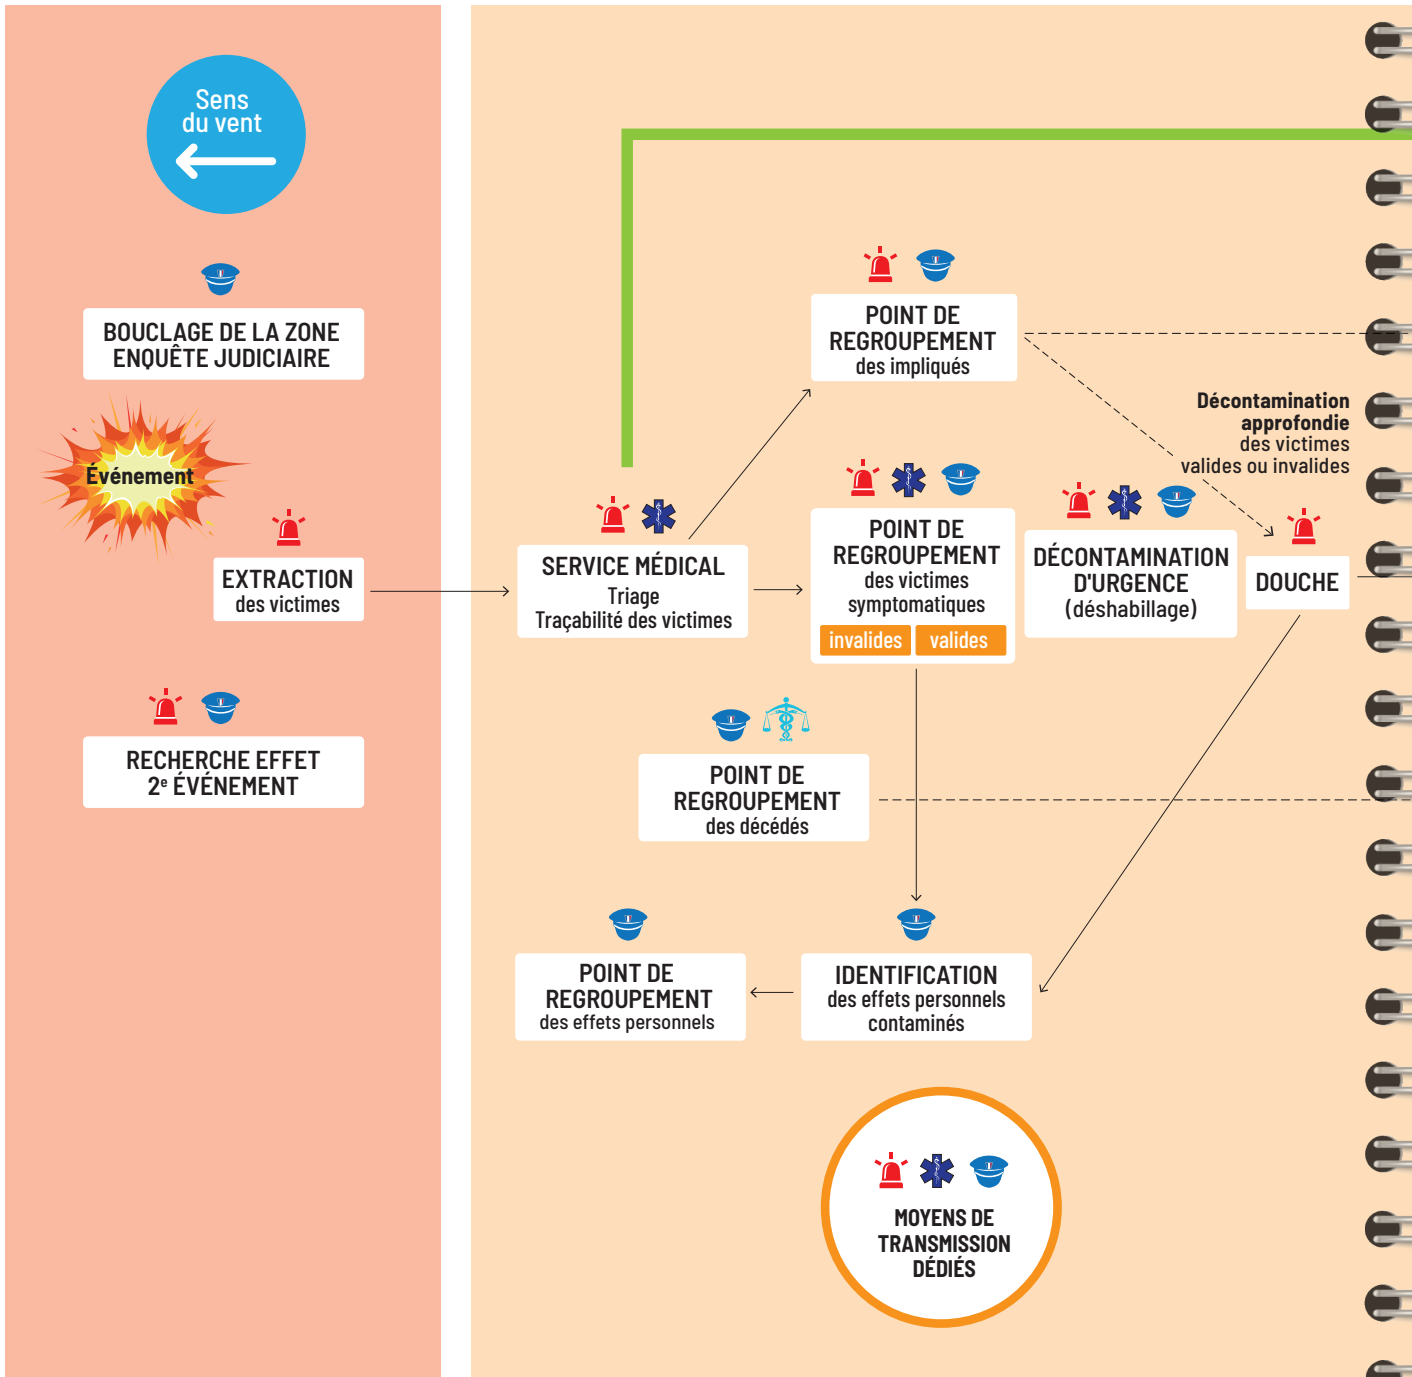 Sens
du vent
BOUCLAGE DE LA ZONE
ENQUÊTE JUDICIAIRE
Événement
EXTRACTION
des victimes
RECHERCHE EFFET
2e ÉVÉNEMENT
POINT DE
REGROUPEMENT
des impliqués
Décontamination
approfondie
des victimes
valides ou invalides
SERVICE MÉDICAL
Triage
Traçabilité des victimes
POINT DE
REGROUPEMENT
des victimes
symptomatiques
invalides
valides
DÉCONTAMINATION
D'URGENCE
(déshabillage)
DOUCHE
POINT DE
REGROUPEMENT
des décédés
POINT DE
REGROUPEMENT
des effets personnels
IDENTIFICATION
des effets personnels
contaminés
MOYENS DE
TRANSMISSION
DÉDIÉS